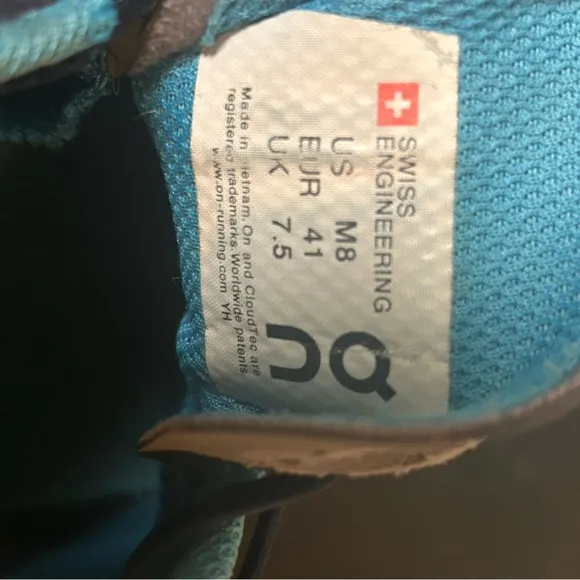 SWISS
ENGINEERING
US M8
EUR 41
UK 7.5
on
Made in Vietnam. On and CloudTec are
registered trademarks. Worldwide patents.
www.on-running.com YH